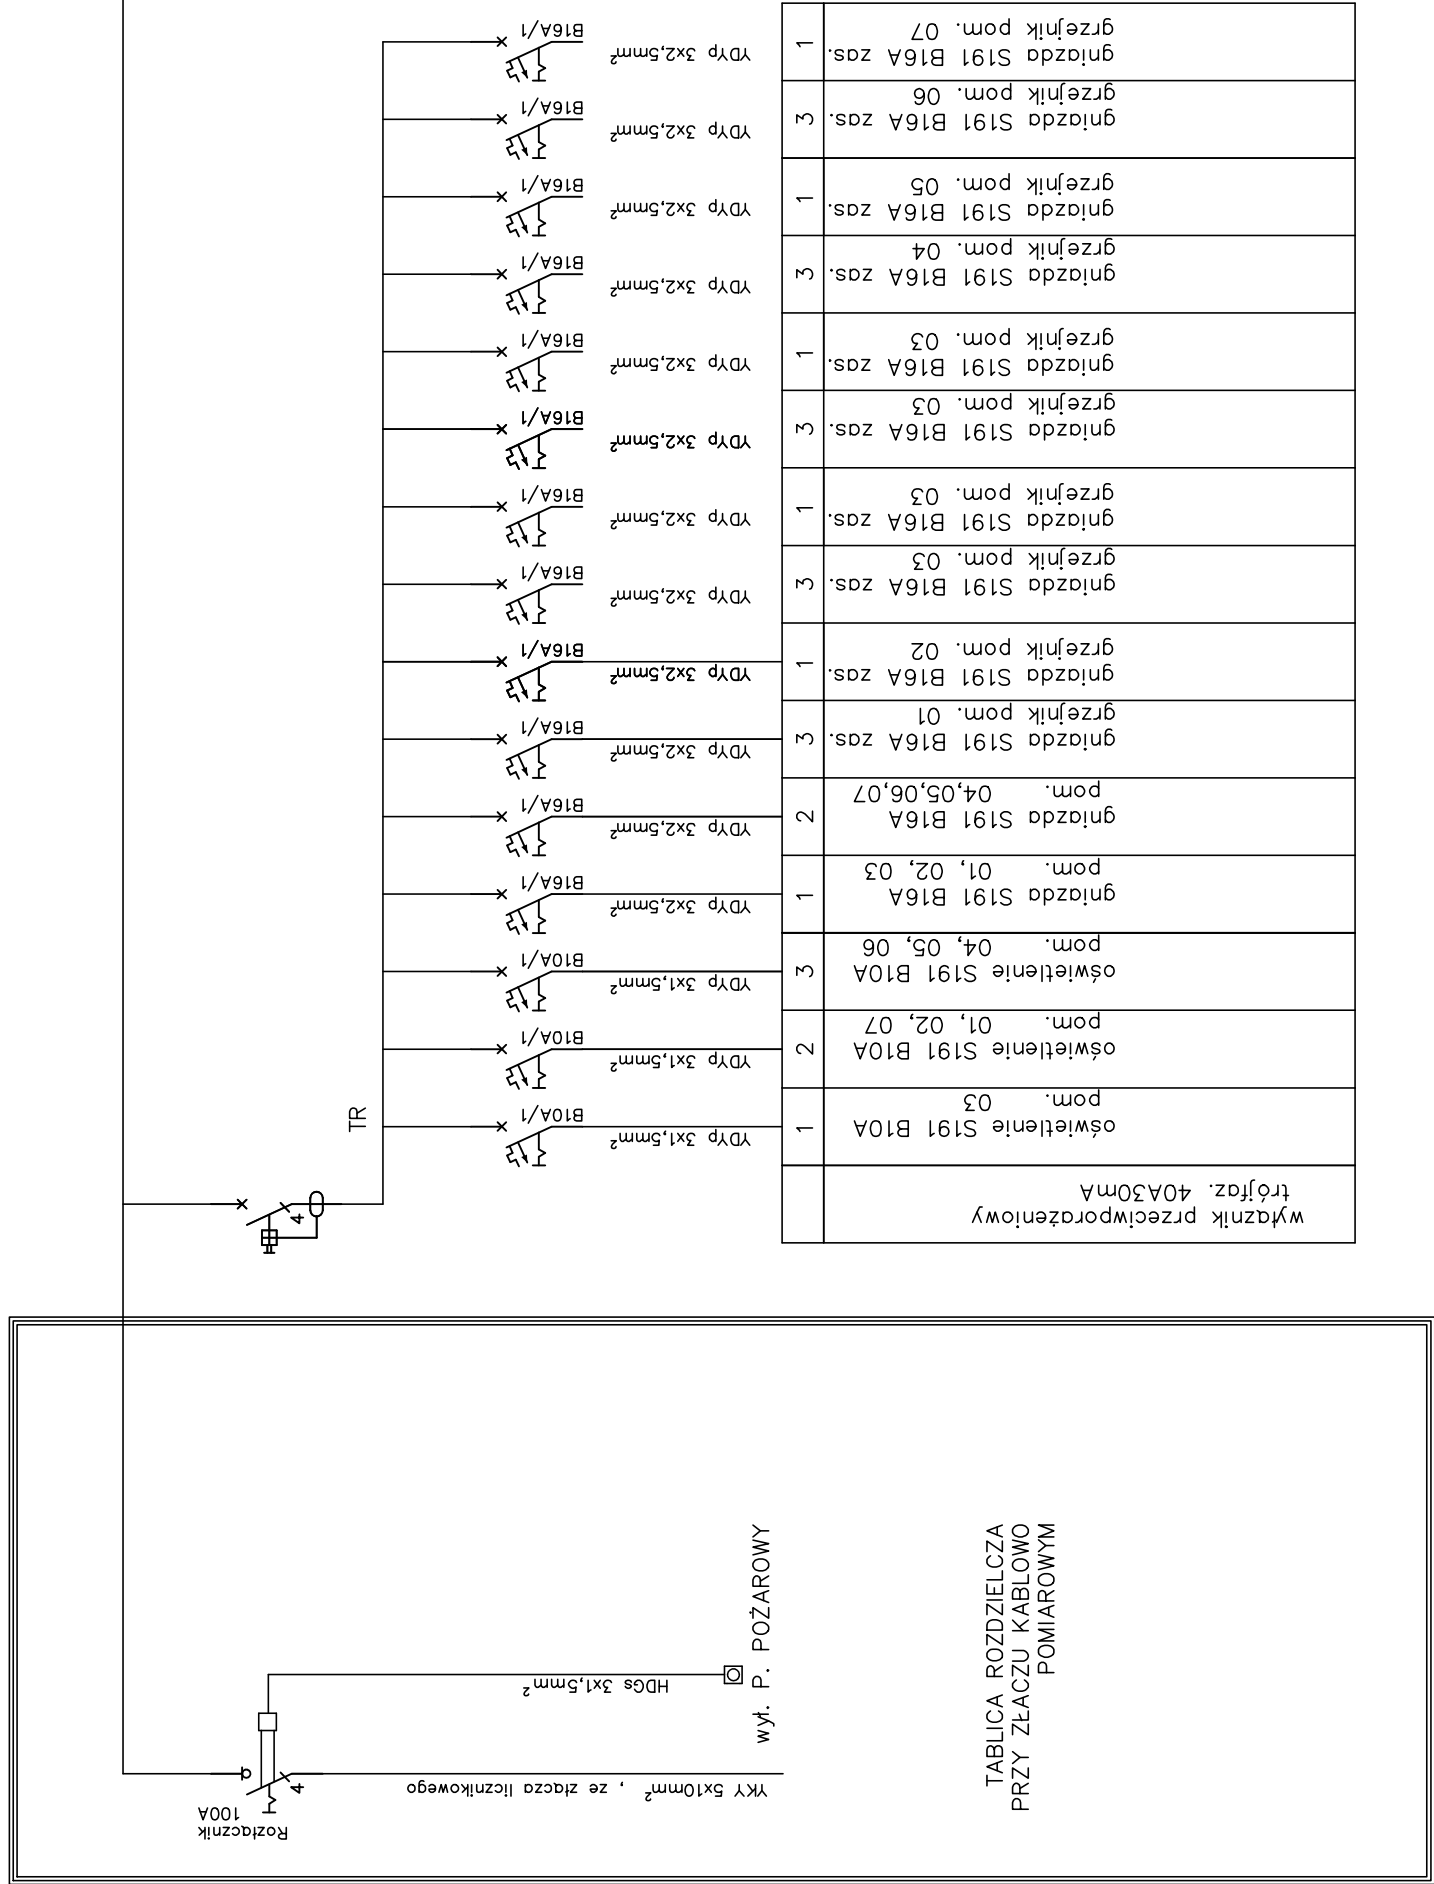 Rozłącznik
100A
YKY 5x10mm² , ze złącza licznikowego
HDGs 3x1,5mm²
wył. P. POŻAROWY
TABLICA ROZDZIELCZA
PRZY ZŁACZU KABLOWO
POMIAROWYM
4
wyłącznik przeciwporażeniowy
trójfaz. 40A30mA
4
TR
oświetlenie S191 B10A
pom. 03
1
YDYp 3x1,5mm²
B10A/1
oświetlenie S191 B10A
pom. 01, 02, 07
2
YDYp 3x1,5mm²
B10A/1
oświetlenie S191 B10A
pom. 04, 05, 06
3
YDYp 3x1,5mm²
B10A/1
gniazda S191 B16A
pom. 01, 02, 03
1
YDYp 3x2,5mm²
B16A/1
gniazda S191 B16A
pom. 04,05,06,07
2
YDYp 3x2,5mm²
B16A/1
gniazda S191 B16A zas.
grzejnik pom. 01
3
YDYp 3x2,5mm²
B16A/1
gniazda S191 B16A zas.
grzejnik pom. 02
1
YDYp 3x2,5mm²
B16A/1
gniazda S191 B16A zas.
grzejnik pom. 03
3
YDYp 3x2,5mm²
B16A/1
gniazda S191 B16A zas.
grzejnik pom. 03
1
YDYp 3x2,5mm²
B16A/1
gniazda S191 B16A zas.
grzejnik pom. 03
3
YDYp 3x2,5mm²
B16A/1
gniazda S191 B16A zas.
grzejnik pom. 03
1
YDYp 3x2,5mm²
B16A/1
gniazda S191 B16A zas.
grzejnik pom. 04
3
YDYp 3x2,5mm²
B16A/1
gniazda S191 B16A zas.
grzejnik pom. 05
1
YDYp 3x2,5mm²
B16A/1
gniazda S191 B16A zas.
grzejnik pom. 06
3
YDYp 3x2,5mm²
B16A/1
gniazda S191 B16A zas.
grzejnik pom. 07
1
YDYp 3x2,5mm²
B16A/1